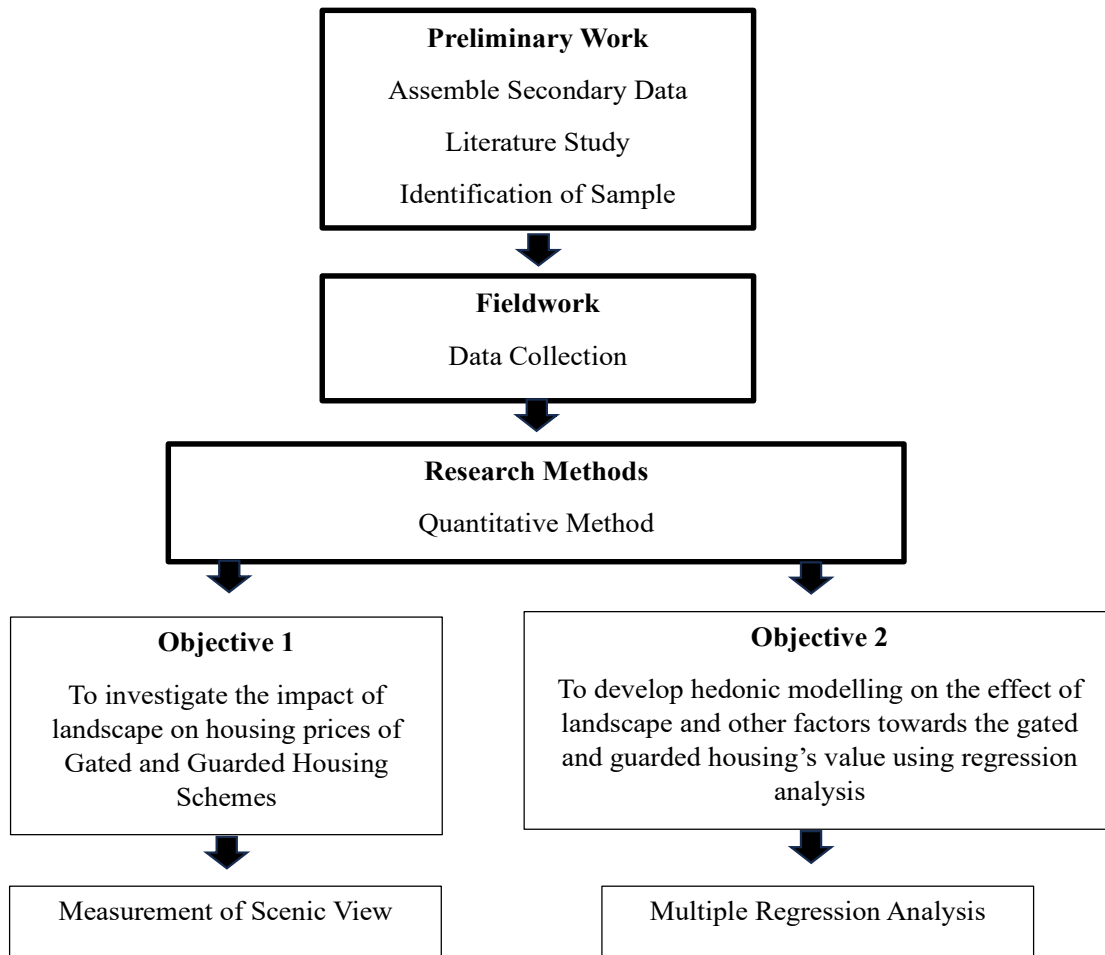 Preliminary Work
Assemble Secondary Data
Literature Study
Identification of Sample
Fieldwork
Data Collection
Research Methods
Quantitative Method
Objective 1
To investigate the impact of
landscape on housing prices of
Gated and Guarded Housing
Schemes
Objective 2
To develop hedonic modelling on the effect of
landscape and other factors towards the gated
and guarded housing’s value using regression
analysis
Measurement of Scenic View
Multiple Regression Analysis